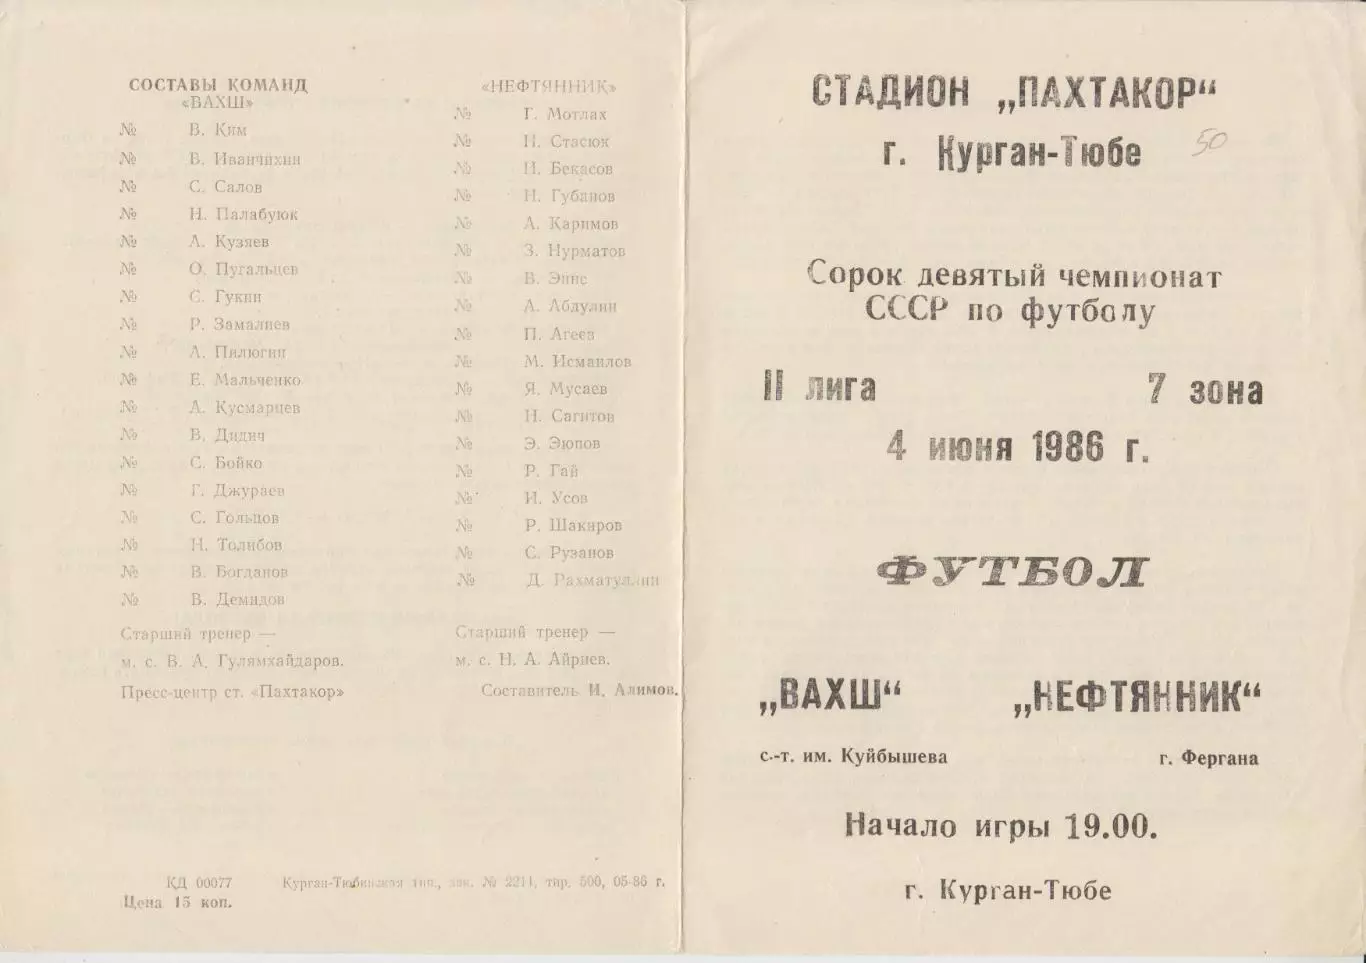 СОСТАВЫ КОМАНД
«ВАХШ»
№ В. Ким
№ В. Иванчихин
№ С. Салов
№ Н. Палабуюк
№ А. Кузяев
№ О. Пугальцев
№ С. Гукин
№ Р. Замалиев
№ А. Пилюгин
№ Е. Мальченко
№ А. Кусмарцев
№ В. Дидич
№ С. Бойко
№ Г. Джураев
№ С. Гольцов
№ Н. Толибов
№ В. Богданов
№ В. Демидов
Старший тренер —
м. с. В. А. Гулямхайдаров.
Пресс-центр ст. «Пахтакор»
«НЕФТЯННИК»
№ Г. Мотлах
№ Н. Стасюк
№ Н. Бекасов
№ Н. Губанов
№ А. Каримов
№ З. Нурматов
№ В. Эннс
№ А. Аблулин
№ П. Агеев
№ М. Исмаилов
№ Я. Мусаев
№ Н. Сагитов
№ Э. Эюпов
№ Р. Гай
№ И. Усов
№ Р. Шакиров
№ С. Рузанов
№ Д. Рахматуллин
Старший тренер —
м. с. Н. А. Айриев.
Составитель И. Алимов.
КД 00077 Курган-Тюбинская тип., зак. № 2211, тир. 500, 05-86 г.
Цена 15 коп.
СТАДИОН „ПАХТАКОР“
г. Курган-Тюбе
50
Сорок девятый чемпионат
СССР по футболу
II лига 7 зона
4 июня 1986 г.
ФУТБОЛ
„ВАХШ“ „НЕФТЯННИК“
с.-т. им. Куйбышева г. Фергана
Начало игры 19.00.
г. Курган-Тюбе